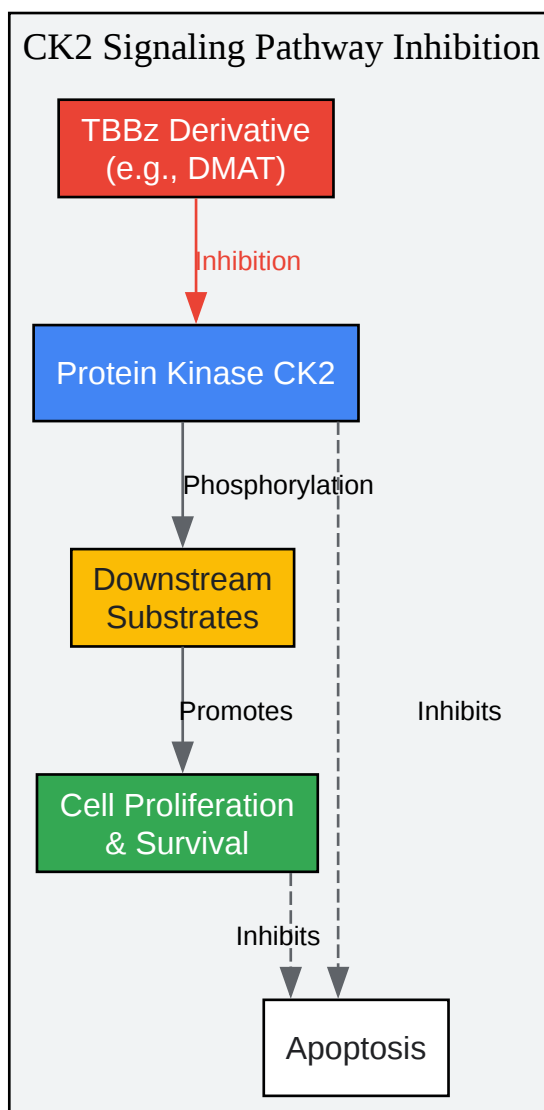 CK2 Signaling Pathway Inhibition
TBBz Derivative
(e.g., DMAT)
Inhibition
Protein Kinase CK2
Phosphorylation
Downstream
Substrates
Promotes
Inhibits
Cell Proliferation
& Survival
Inhibits
Apoptosis